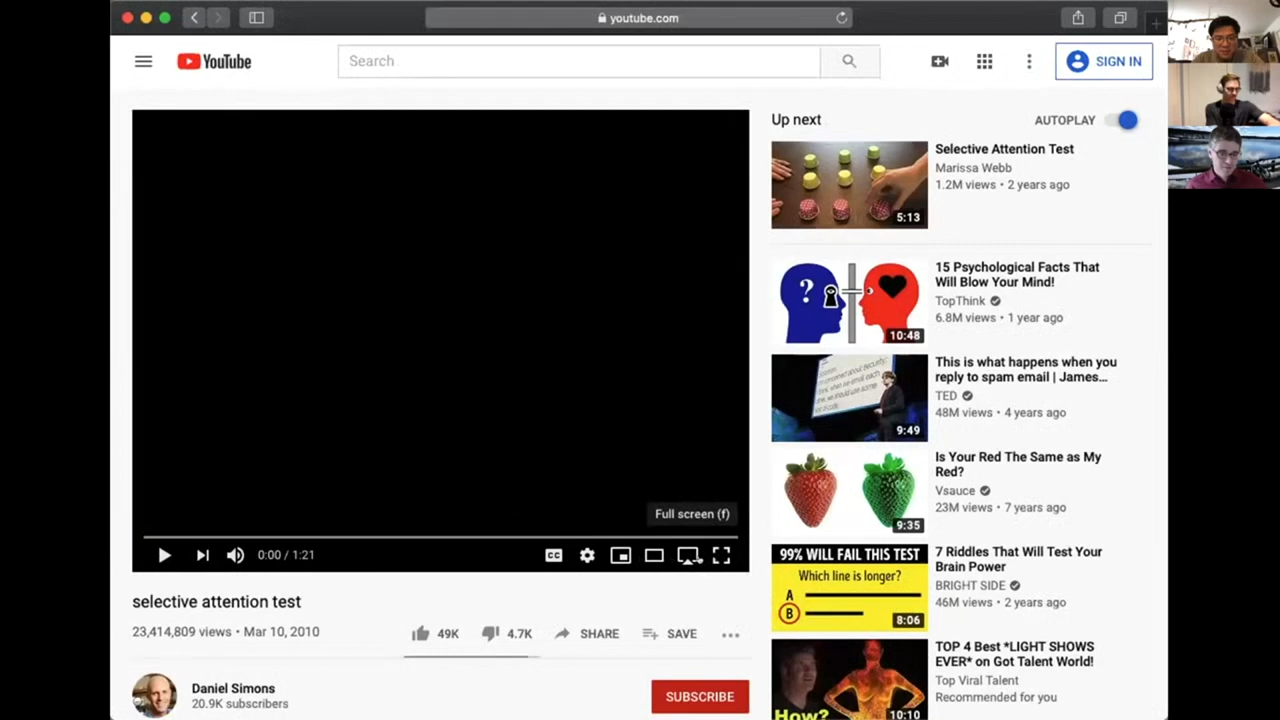 youtube.com
YouTube
Search
SIGN IN
Full screen (f)
0:00 / 1:21
CC
selective attention test
23,414,809 views • Mar 10, 2010
49K
4.7K
SHARE
SAVE
Daniel Simons
20.9K subscribers
SUBSCRIBE
Up next
AUTOPLAY
5:13
Selective Attention Test
Marissa Webb
1.2M views • 2 years ago
?
10:48
15 Psychological Facts That
Will Blow Your Mind!
TopThink
6.8M views • 1 year ago
9:49
This is what happens when you
reply to spam email | James...
TED
48M views • 4 years ago
9:35
Is Your Red The Same as My
Red?
Vsauce
23M views • 7 years ago
99% WILL FAIL THIS TEST
Which line is longer?
A
B
8:06
7 Riddles That Will Test Your
Brain Power
BRIGHT SIDE
46M views • 2 years ago
How?
10:10
TOP 4 Best *LIGHT SHOWS
EVER* on Got Talent World!
Top Viral Talent
Recommended for you